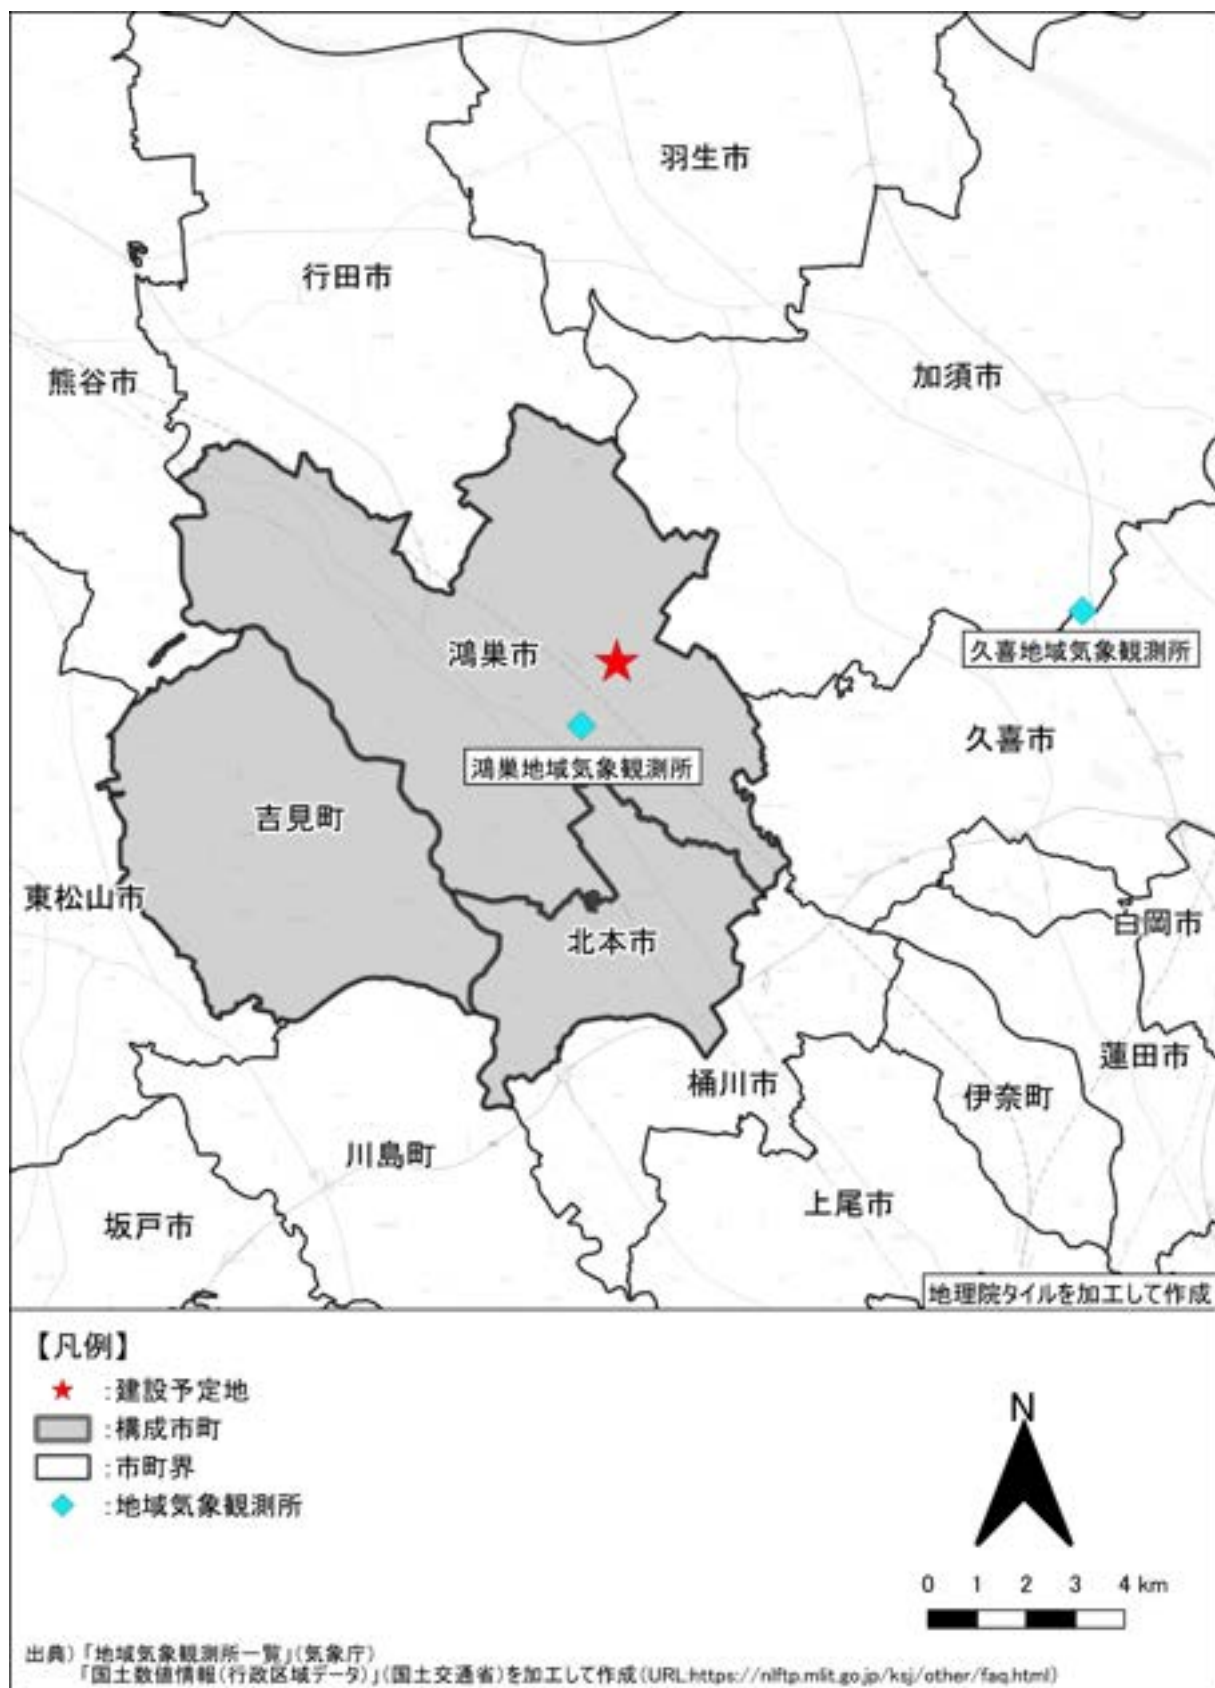 羽生市
行田市
熊谷市
加須市
鴻巣市
久喜地域気象観測所
久喜市
鴻巣地域気象観測所
吉見町
東松山市
白岡市
北本市
蓮田市
桶川市
伊奈町
川島町
上尾市
坂戸市
地理院タイルを加工して作成
【凡例】
:建設予定地
:構成市町
:市町界
:地域気象観測所
N
0 1 2 3 4 km
出典)「地域気象観測所一覧」(気象庁)
「国土数値情報(行政区域データ)」(国土交通省)を加工して作成(URL:https://nlftp.mlit.go.jp/ksj/other/faq.html)